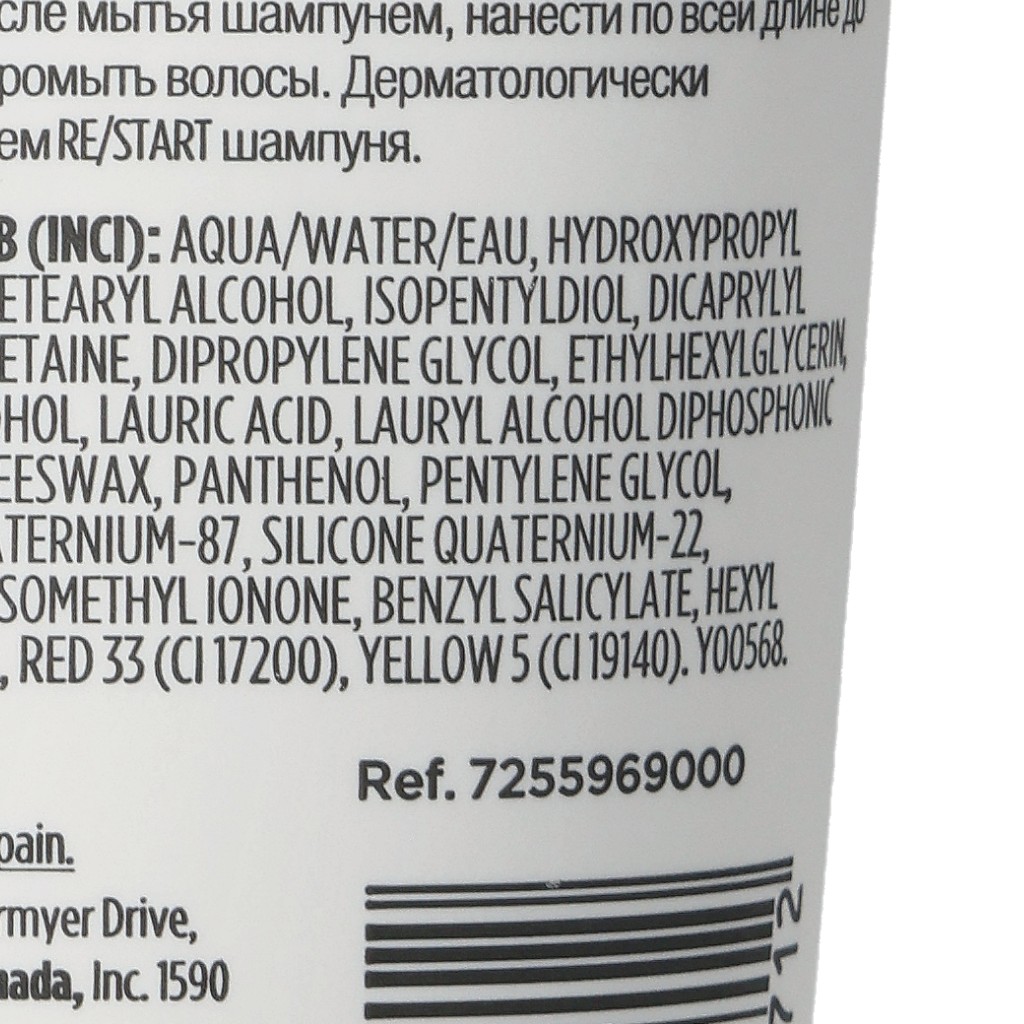 сле мытья шампунем, нанести по всей длине до
ромыть волосы. Дерматологически
ем RE/START шампуня.
В (INCI): AQUA/WATER/EAU, HYDROXYPROPYL
ETEARYL ALCOHOL, ISOPENTYLDIOL, DICAPRYLYL
ETAINE, DIPROPYLENE GLYCOL, ETHYLHEXYLGLYCERIN,
HOL, LAURIC ACID, LAURYL ALCOHOL DIPHOSPHONIC
EESWAX, PANTHENOL, PENTYLENE GLYCOL,
ATERNIUM-87, SILICONE QUATERNIUM-22,
SOMETHYL IONONE, BENZYL SALICYLATE, HEXYL
, RED 33 (CI 17200), YELLOW 5 (CI 19140). Y00568.
Ref. 7255969000
pain.
rmyer Drive,
nada, Inc. 1590
712